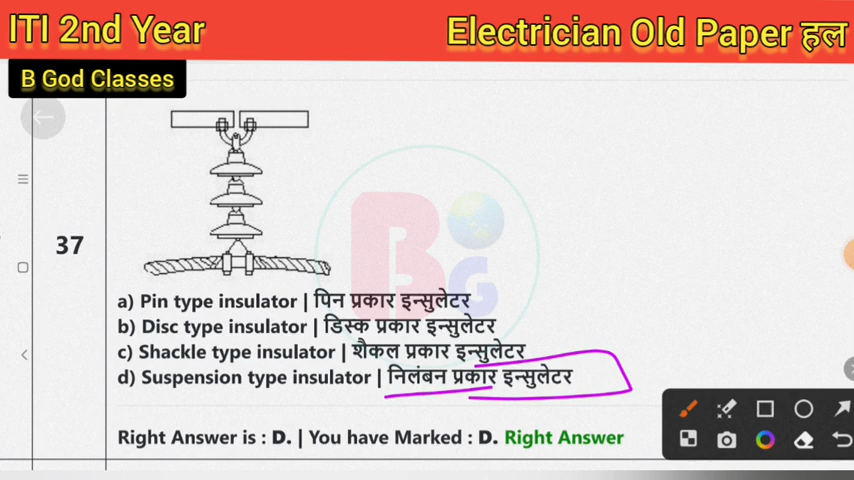 ITI 2nd Year
Electrician Old Paper हल
B God Classes
37
a) Pin type insulator | पिन प्रकार इन्सुलेटर
b) Disc type insulator | डिस्क प्रकार इन्सुलेटर
c) Shackle type insulator | शैकल प्रकार इन्सुलेटर
d) Suspension type insulator | निलंबन प्रकार इन्सुलेटर
Right Answer is : D. | You have Marked : D. Right Answer
B
G